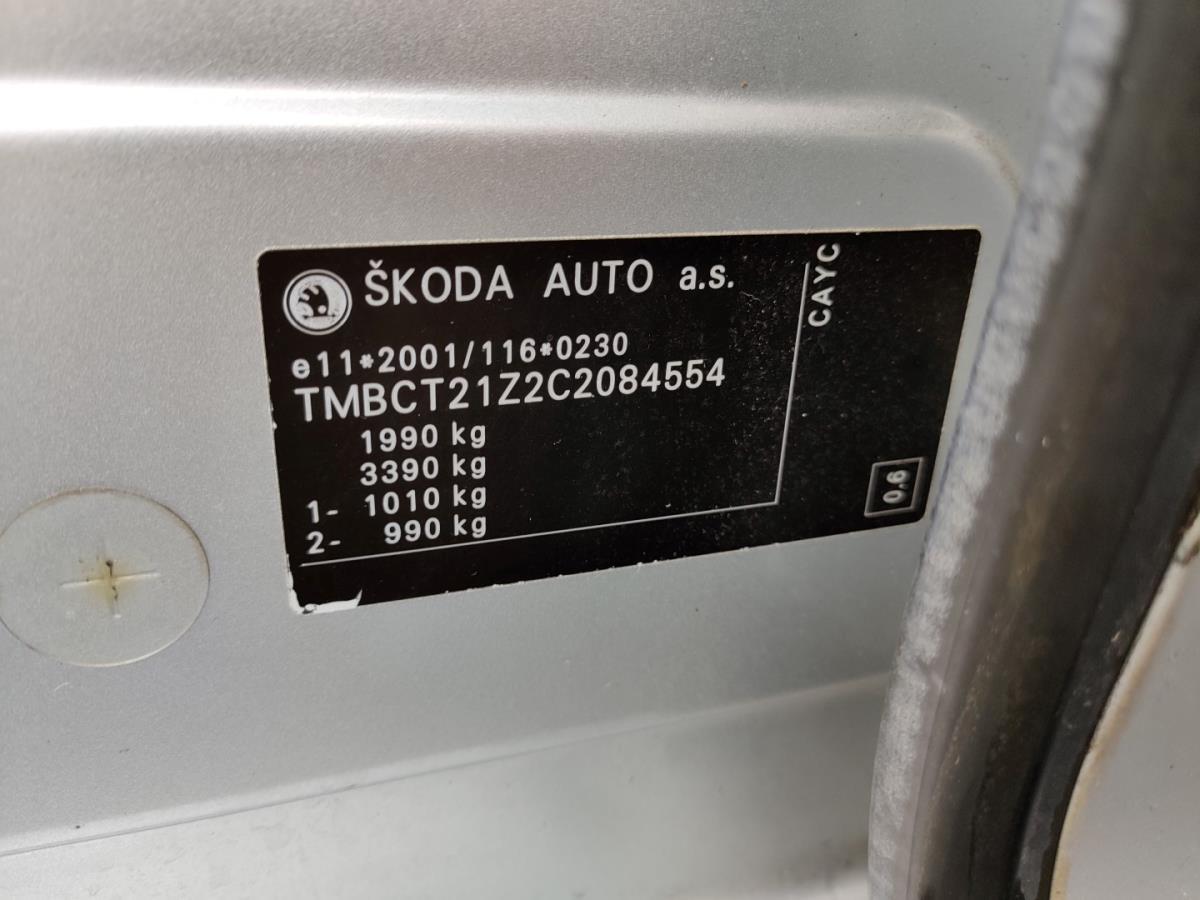 ŠKODA AUTO a.s.
e11*2001/116*0230
TMBCT21Z2C2084554
1990 kg
3390 kg
1- 1010 kg
2- 990 kg
CAYC
0.6